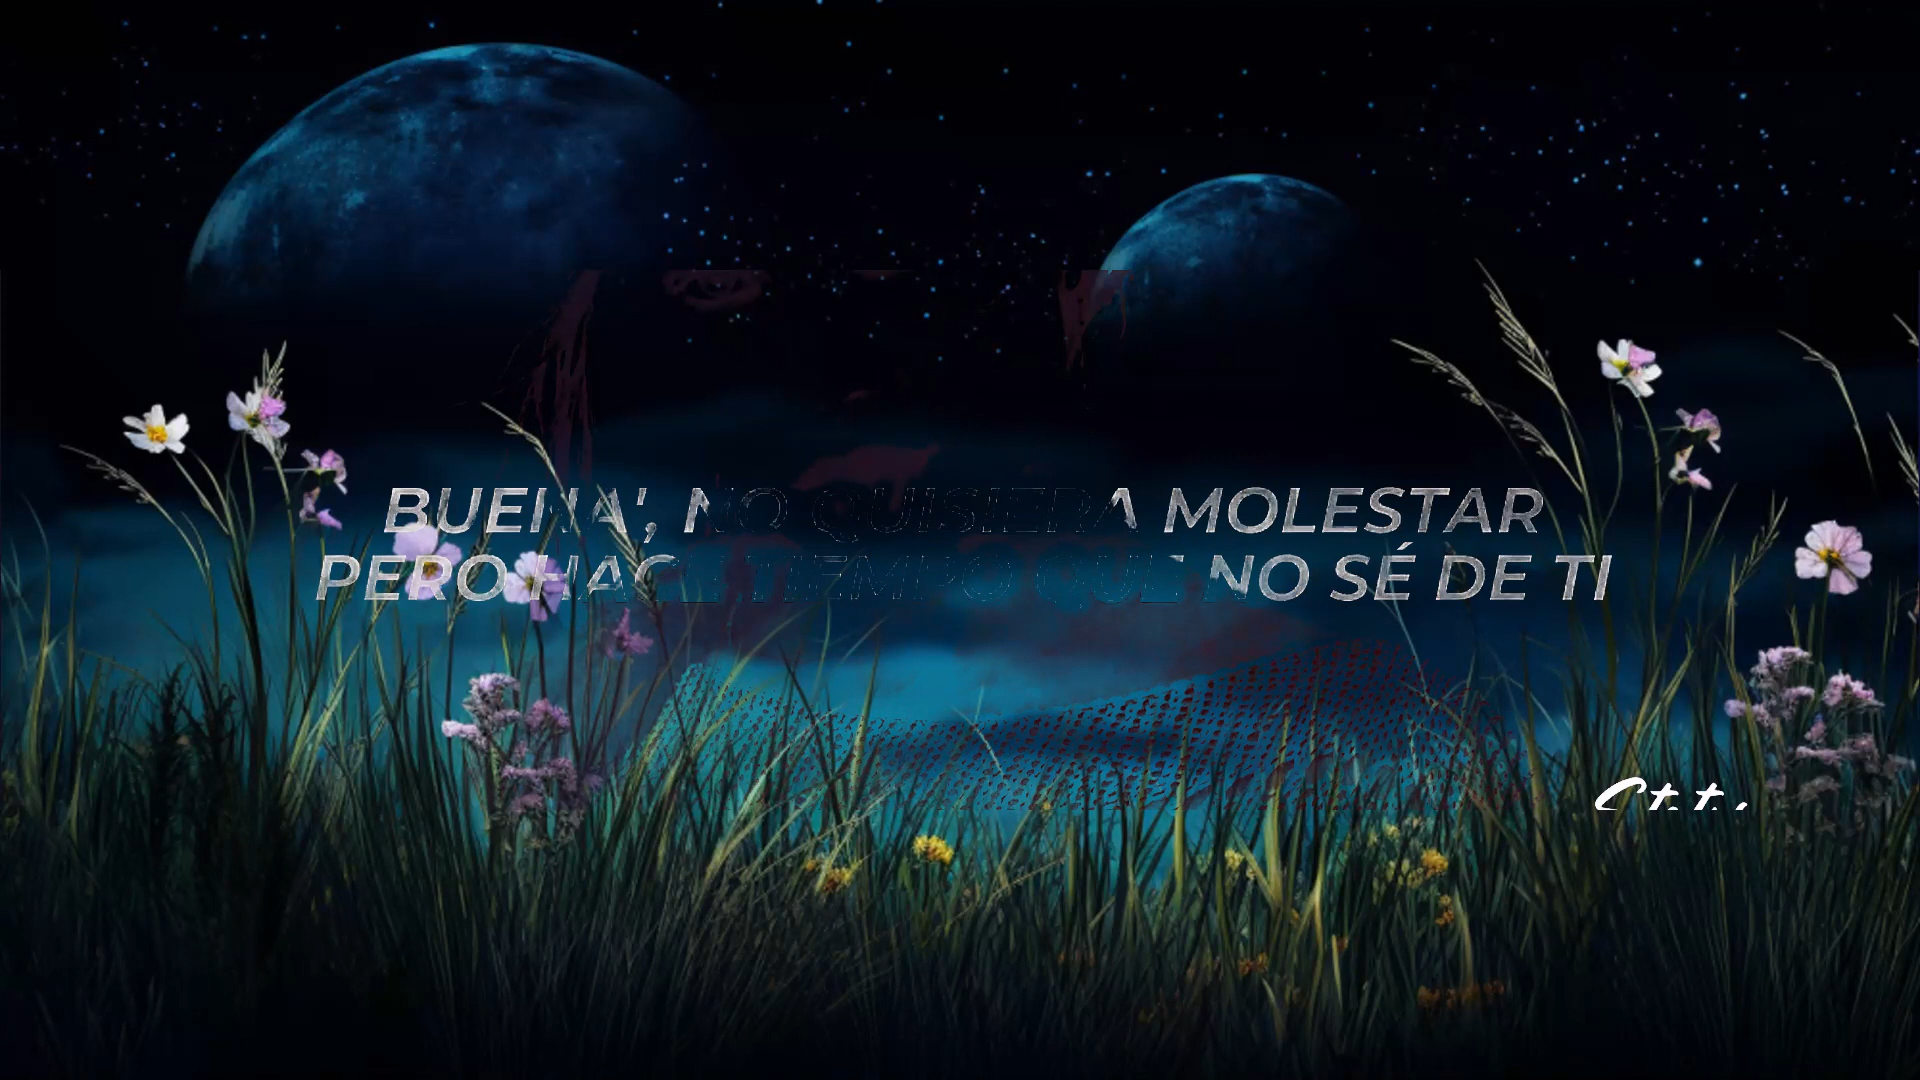 BUENA', NO QUISIERA MOLESTAR
PERO HACE TIEMPO QUE NO SÉ DE TI